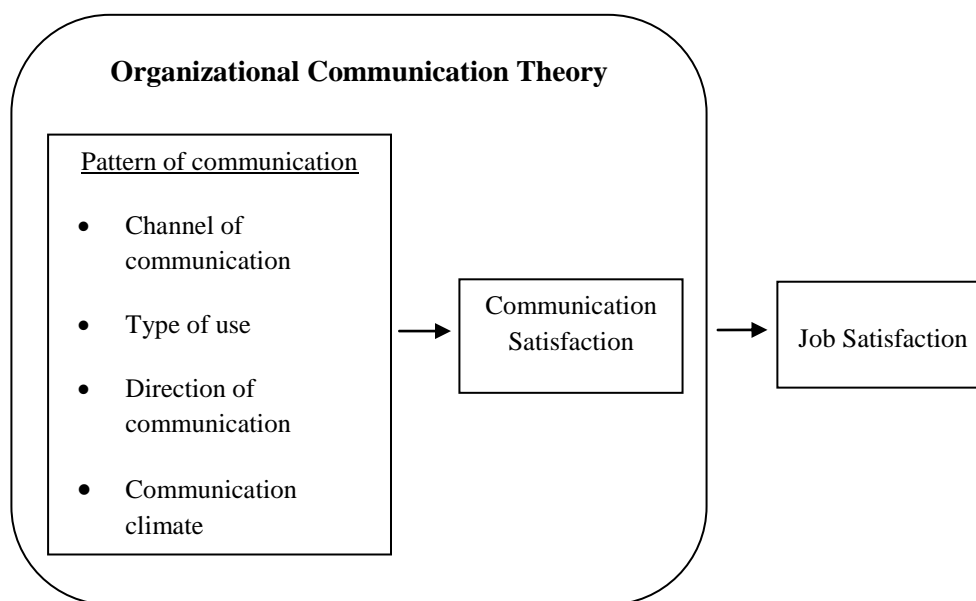 Organizational Communication Theory
Pattern of communication
• Channel of
communication
• Type of use
• Direction of
communication
• Communication
climate
Communication
Satisfaction
Job Satisfaction